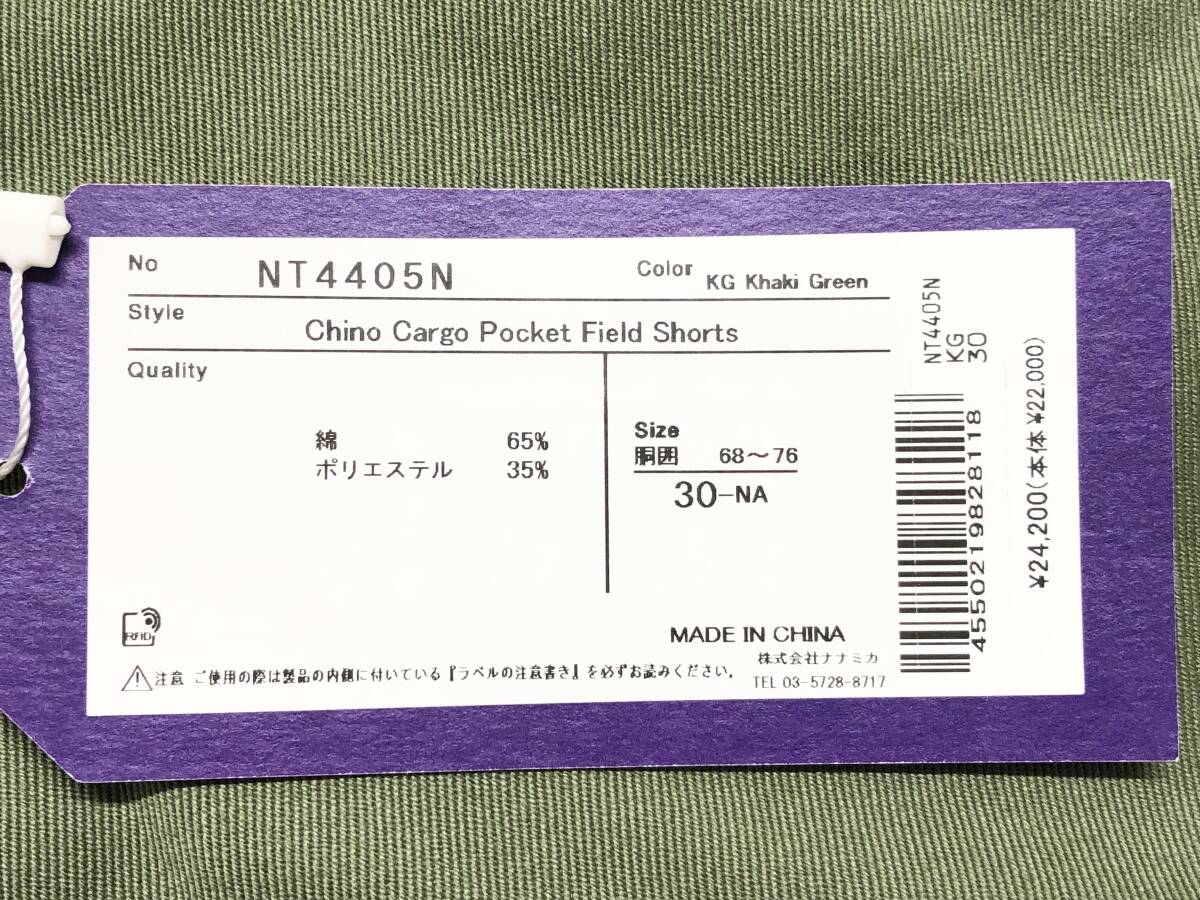 No NT4405N Color KG Khaki Green
Style Chino Cargo Pocket Field Shorts
Quality
綿 65%
ポリエステル 35%
Size
胴囲 68～76
30-NA
RFID
MADE IN CHINA
株式会社ナナミカ
⚠注意 ご使用の際は製品の内側に付いている『ラベルの注意書き』を必ずお読みください。
TEL 03-5728-8717
NT4405N
KG
30
4550219828118
¥24,200(本体¥22,000)